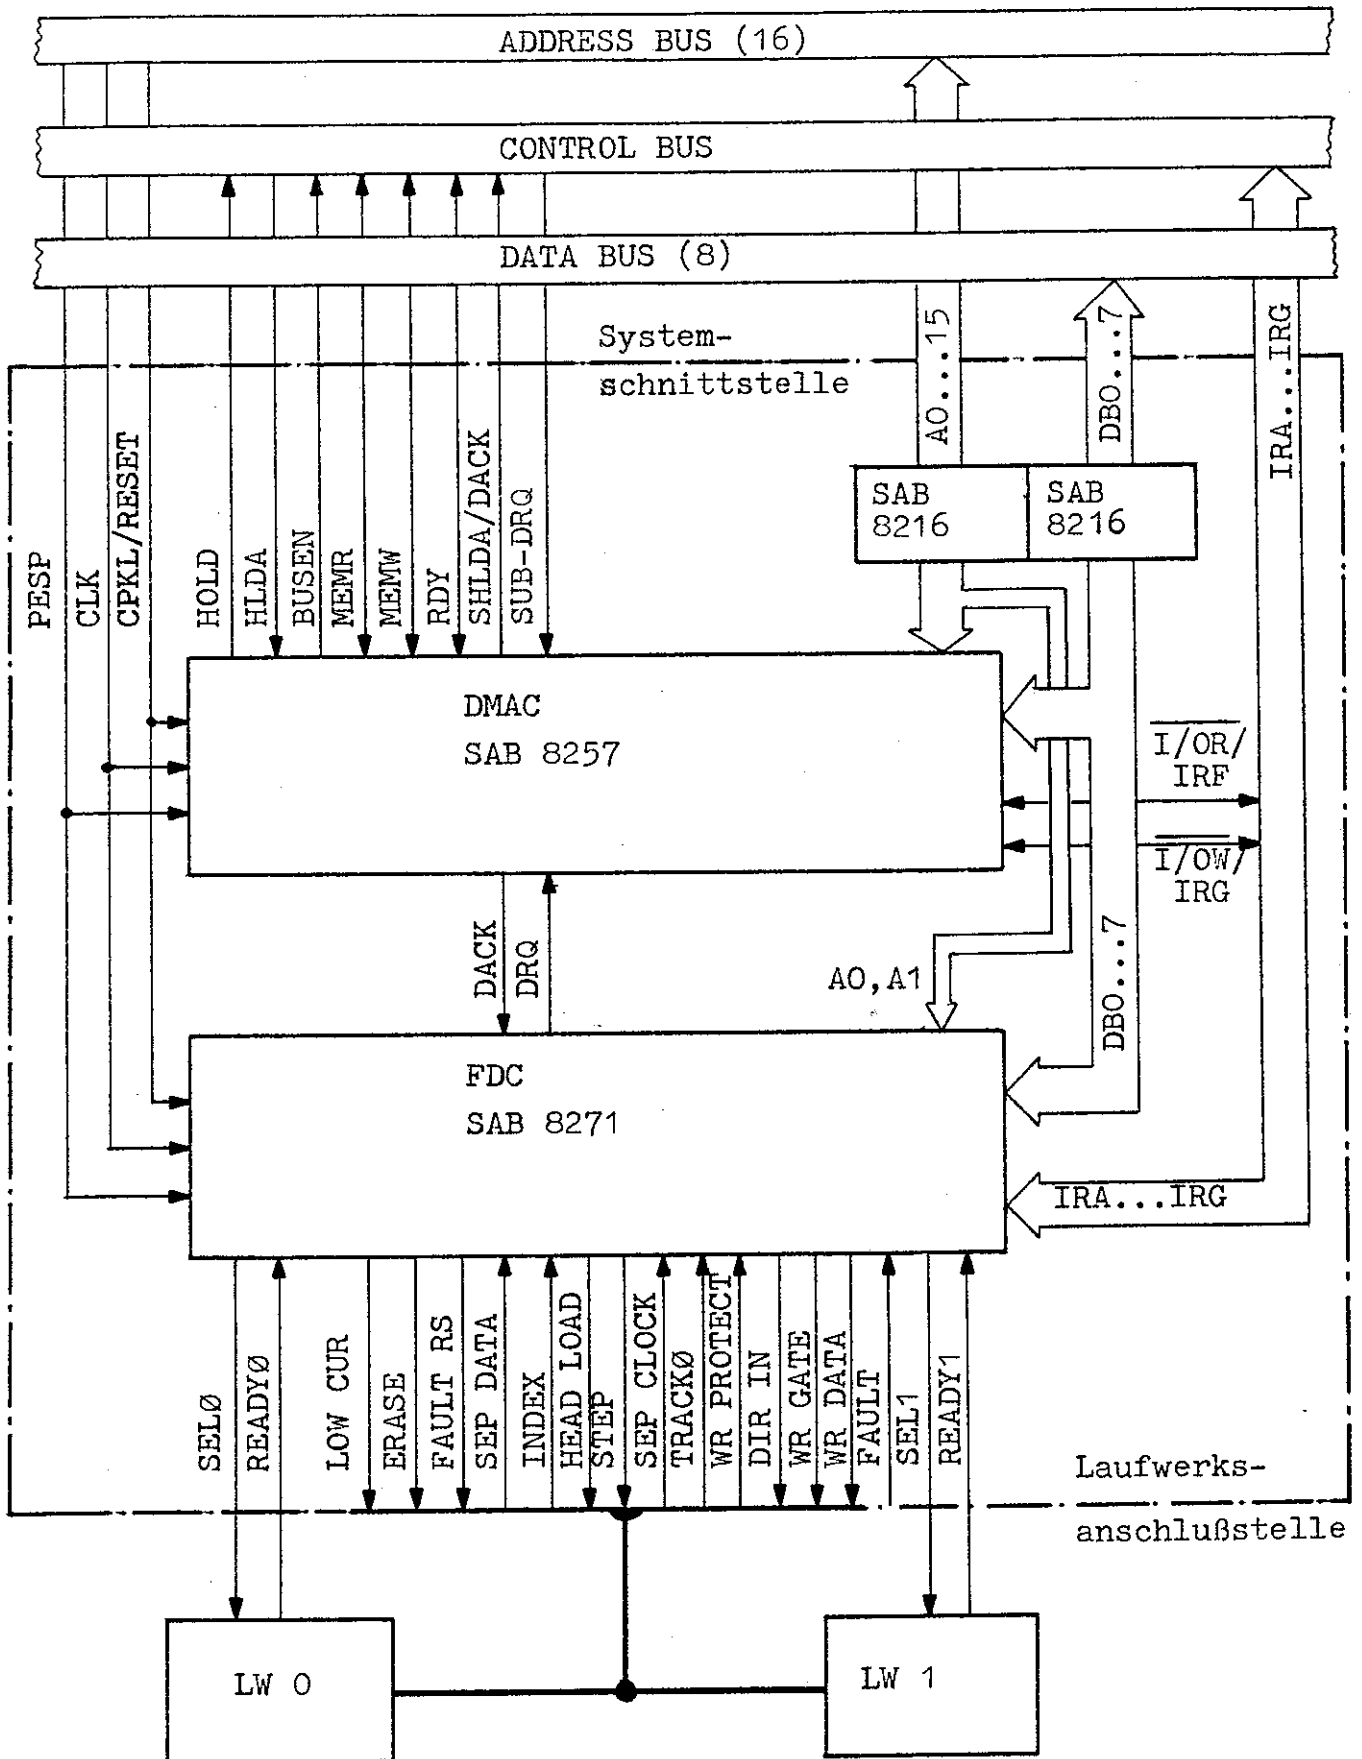 ADDRESS BUS (16)
CONTROL BUS
DATA BUS (8)
System-
schnittstelle
A0...15
DB0...7
IRA...IRG
PESP
CLK
CPKL/RESET
HOLD
HLDA
BUSEN
MEMR
MEMW
RDY
SHLDA/DACK
SUB-DRQ
SAB
8216
SAB
8216
DMAC
SAB 8257
I/OR/
IRF
I/OW/
IRG
DACK
DRQ
A0,A1
DB0...7
FDC
SAB 8271
IRA...IRG
SELØ
READYØ
LOW CUR
ERASE
FAULT RS
SEP DATA
INDEX
HEAD LOAD
STEP
SEP CLOCK
TRACKØ
WR PROTECT
DIR IN
WR GATE
WR DATA
FAULT
SEL1
READY1
Laufwerks-
anschlußstelle
LW 0
LW 1